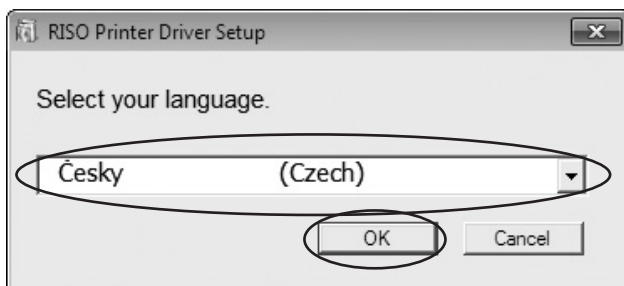 RISO Printer Driver Setup
Select your language.
Česky (Czech)
OK Cancel